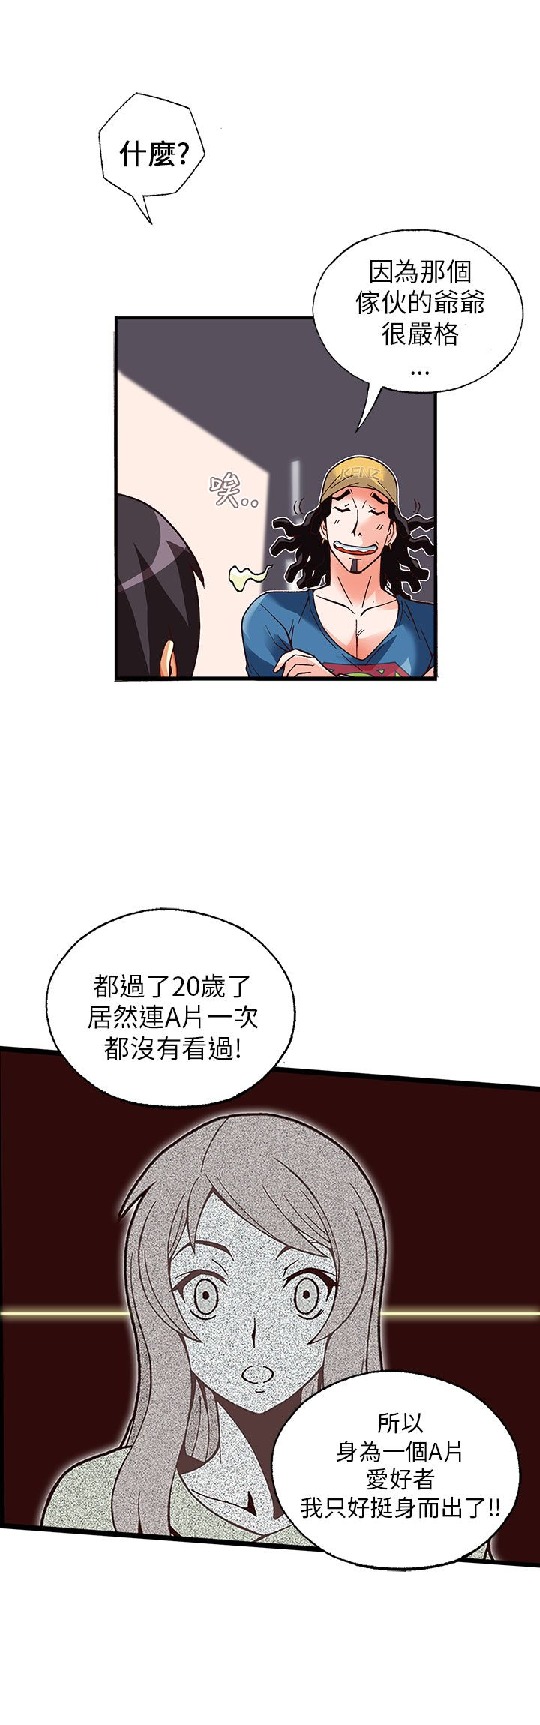 什麼?
因為那個
傢伙的爺爺
很嚴格
...
唉..
都過了20歲了
居然連A片一次
都沒有看過!
所以
身為一個A片
愛好者
我只好挺身而出了!!